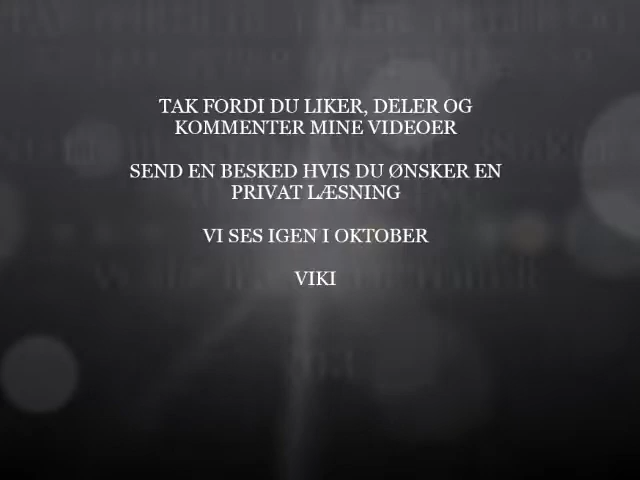 TAK FORDI DU LIKER, DELER OG
KOMMENTER MINE VIDEOER
SEND EN BESKED HVIS DU ØNSKER EN
PRIVAT LÆSNING
VI SES IGEN I OKTOBER
VIKI